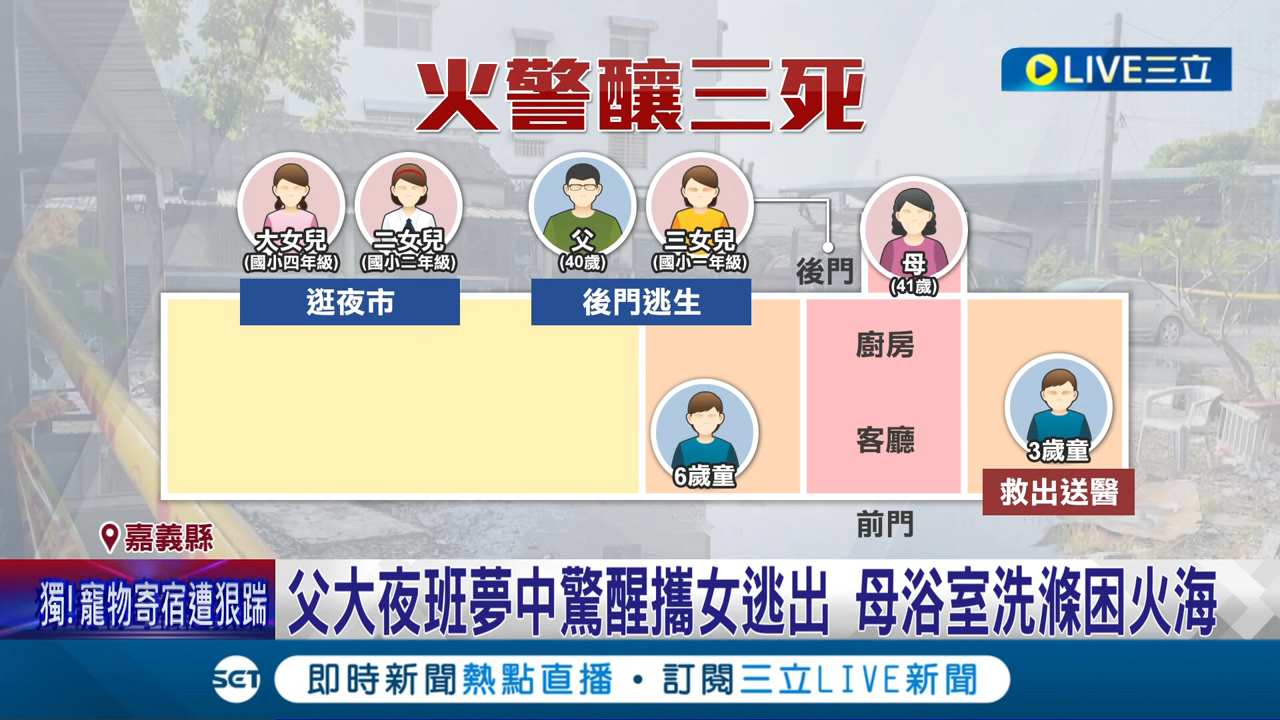 火警釀三死
LIVE三立
大女兒
(國小四年級)
二女兒
(國小二年級)
父
(40歲)
三女兒
(國小一年級)
後門
母
(41歲)
逛夜市
後門逃生
廚房
客廳
前門
6歲童
3歲童
救出送醫
嘉義縣
獨!寵物寄宿遭狠踹
父大夜班夢中驚醒攜女逃出 母浴室洗滌困火海
SET
即時新聞熱點直播・訂閱三立LIVE新聞